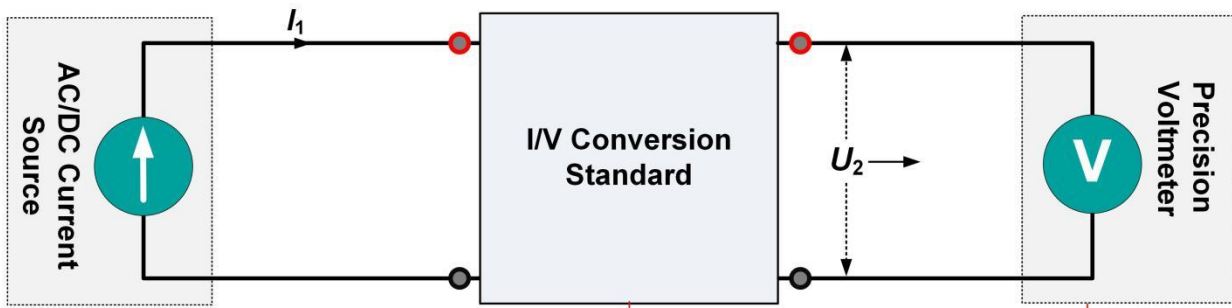 AC/DC Current
Source
I₁
I/V Conversion
Standard
U₂
V
Precision
Voltmeter